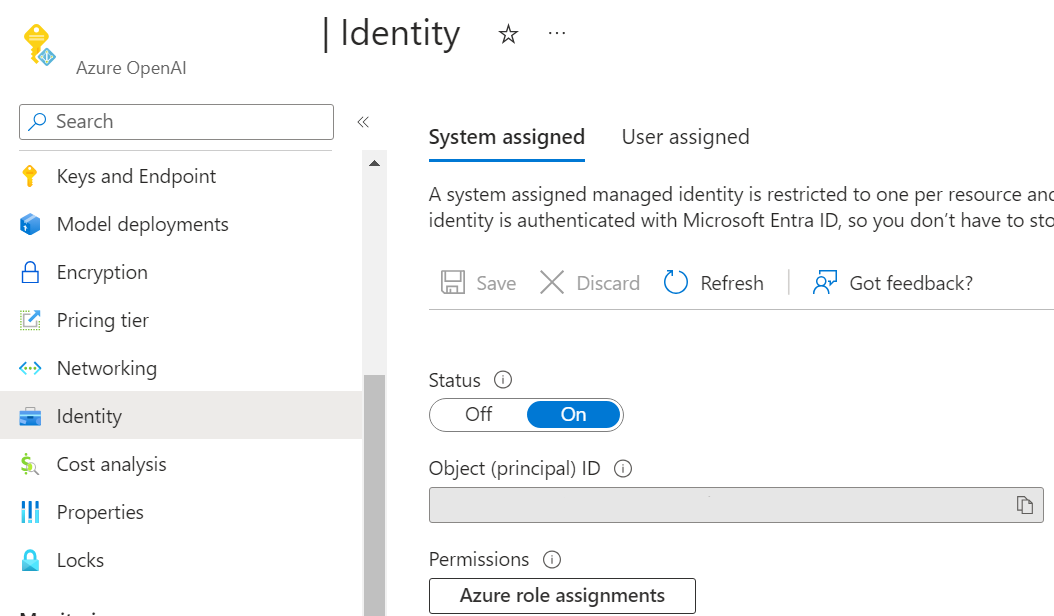 | Identity
Azure OpenAI
Search
Keys and Endpoint
Model deployments
Encryption
Pricing tier
Networking
Identity
Cost analysis
Properties
Locks
System assigned
User assigned
A system assigned managed identity is restricted to one per resource and
identity is authenticated with Microsoft Entra ID, so you don't have to sto
Save
Discard
Refresh
Got feedback?
Status
Off
On
Object (principal) ID
Permissions
Azure role assignments